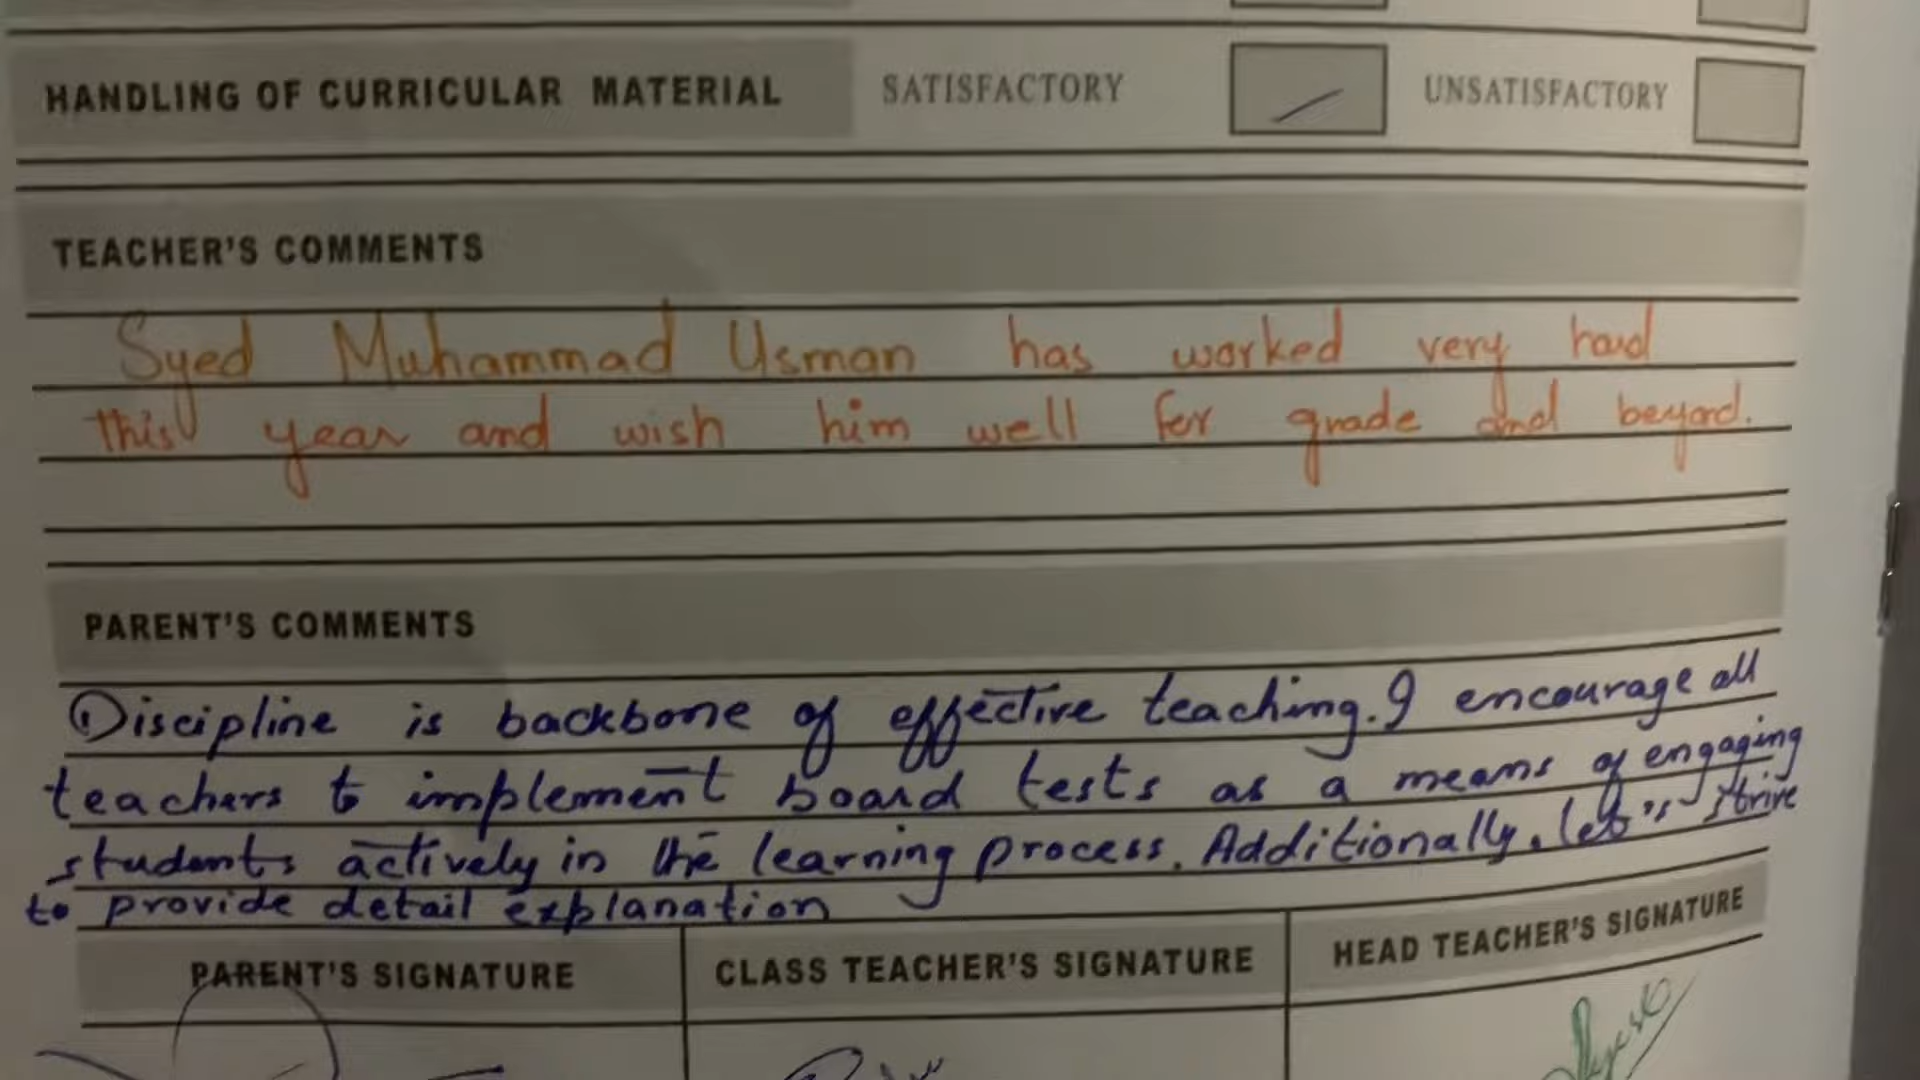 HANDLING OF CURRICULAR MATERIAL SATISFACTORY UNSATISFACTORY
TEACHER'S COMMENTS
Syed Muhammad Usman has worked very hard
this year and wish him well for grade and beyond.
PARENT'S COMMENTS
Discipline is backbone of effective teaching. I encourage all
teachers to implement board tests as a means of engaging
students actively in the learning process. Additionally, let's strive
to provide detail explanation
PARENT'S SIGNATURE CLASS TEACHER'S SIGNATURE HEAD TEACHER'S SIGNATURE